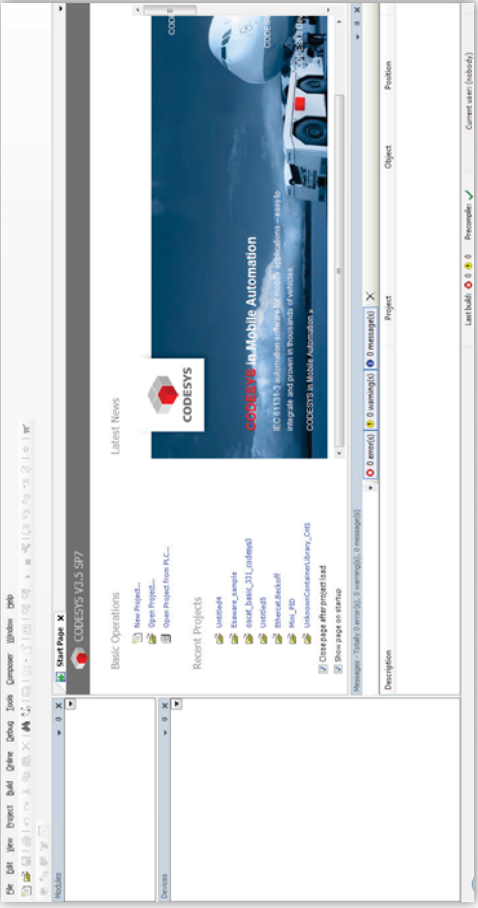 File Edit View Project Build Online Debug Tools Composer Window Help
Modules
Devices
Start Page
CODESYS V3.5 SP7
Basic Operations
New Project...
Open Project...
Open Project from PLC...
Recent Projects
Untitled4
Eseware_sample
oscat_basic_331_codesys3
Untitled5
Ethercat.Beckoff
Mini_PID
UnknownContainerLibrary_Cntl
Close page after project load
Show page on startup
Latest News
CODESYS
CODESYS in Mobile Automation
IEC 61131-3 automation software for mobile applications – easy to
integrate and proven in thousands of vehicles
CODESYS in Mobile Automation »
Messages - Totally 0 error(s), 0 warning(s), 0 message(s)
0 error(s) 0 warning(s) 0 message(s)
Description Project Object Position
Last build: 0 0 Precompile: Current user: (nobody)